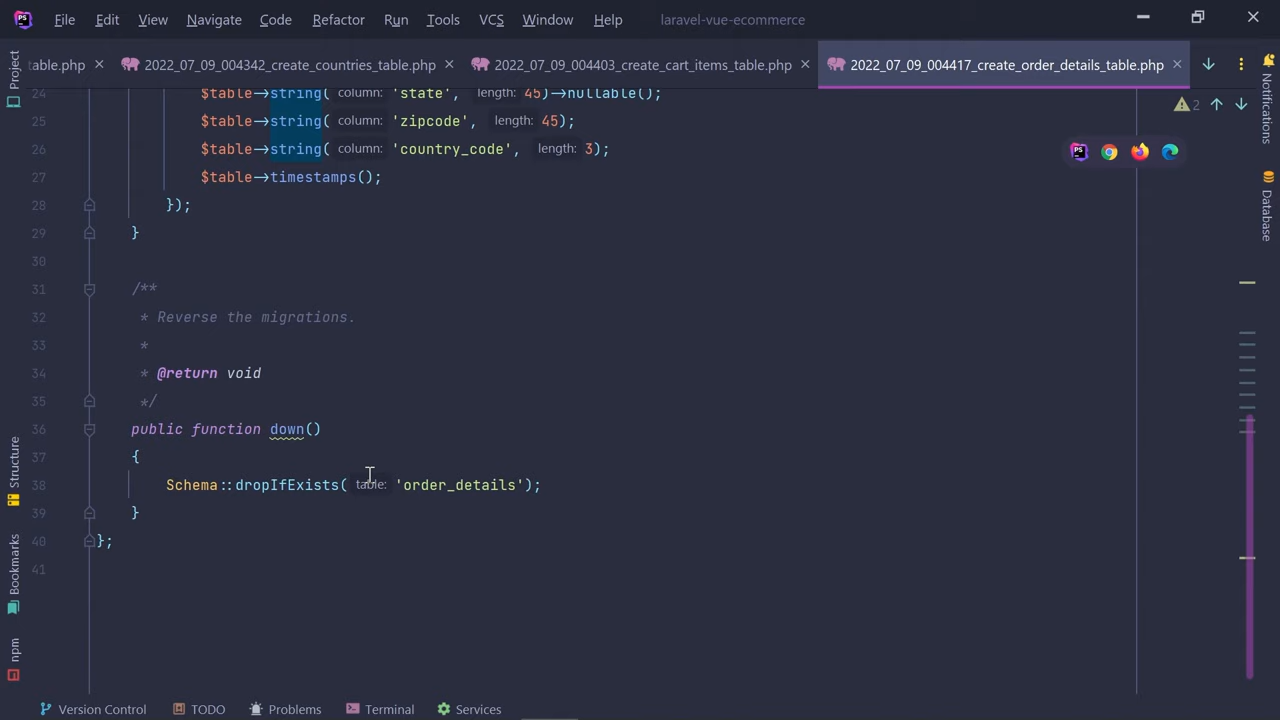 File Edit View Navigate Code Refactor Run Tools VCS Window Help laravel-vue-ecommerce
table.php 2022_07_09_004342_create_countries_table.php 2022_07_09_004403_create_cart_items_table.php 2022_07_09_004417_create_order_details_table.php
Project
Structure
Bookmarks
npm
24 $table->string( column: 'state', length: 45)->nullable();
25 $table->string( column: 'zipcode', length: 45);
26 $table->string( column: 'country_code', length: 3);
27 $table->timestamps();
28 });
29 }
30
31 /**
32 * Reverse the migrations.
33 *
34 * @return void
35 */
36 public function down()
37 {
38 Schema::dropIfExists( table: 'order_details');
39 }
40 };
41
2
Notifications
Database
Version Control TODO Problems Terminal Services